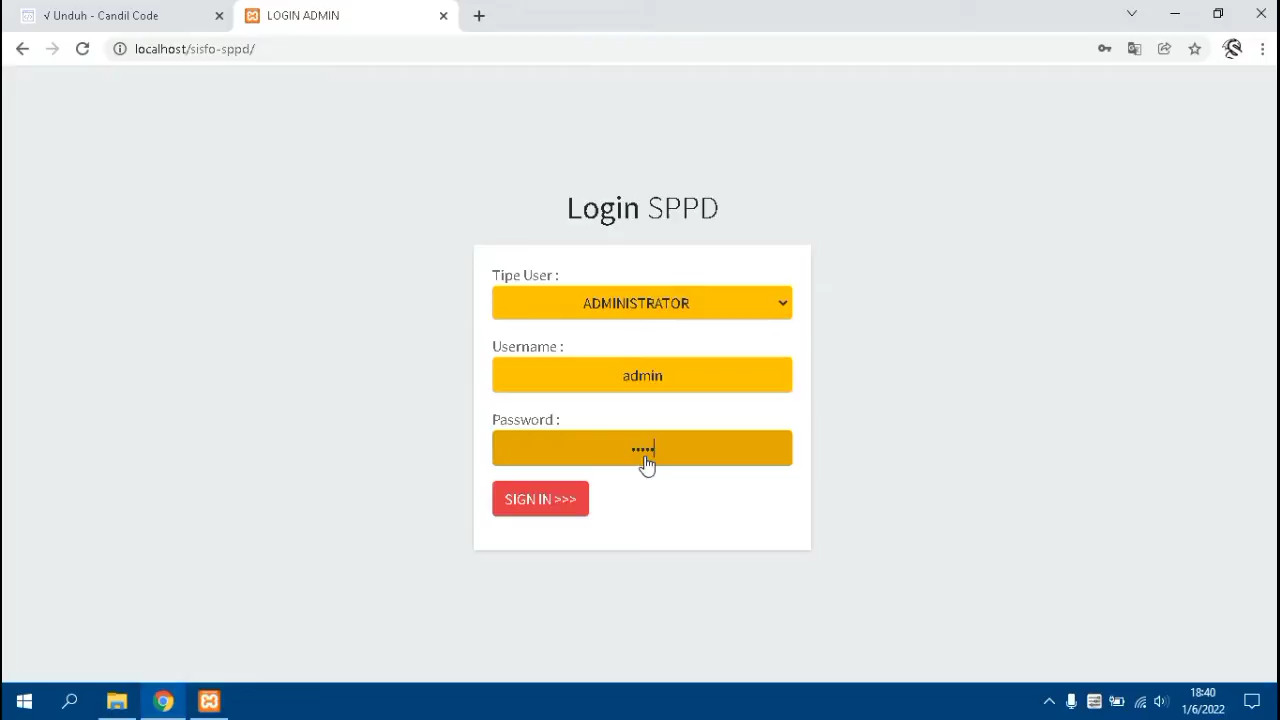 √ Unduh - Candil Code
LOGIN ADMIN
localhost/sisfo-sppd/
Login SPPD
Tipe User :
ADMINISTRATOR
Username :
admin
Password :
•••••
SIGN IN >>>
18:40
1/6/2022